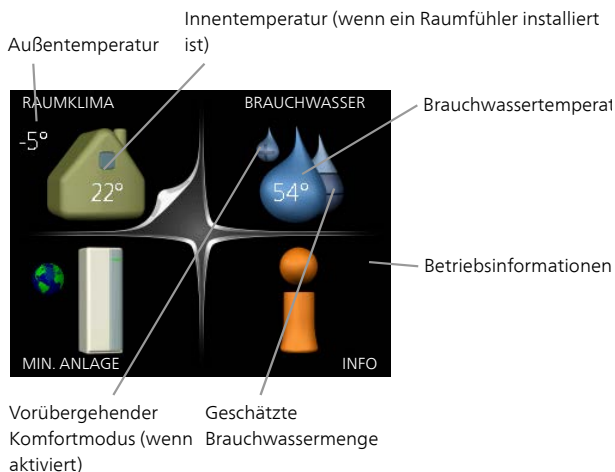 Innentemperatur (wenn ein Raumfühler installiert
ist)
Außentemperatur
RAUMKLIMA
BRAUCHWASSER
-5°
22°
54°
Brauchwassertemperat
Betriebsinformationen
MIN. ANLAGE
INFO
Vorübergehender
Komfortmodus (wenn
aktiviert)
Geschätzte
Brauchwassermenge